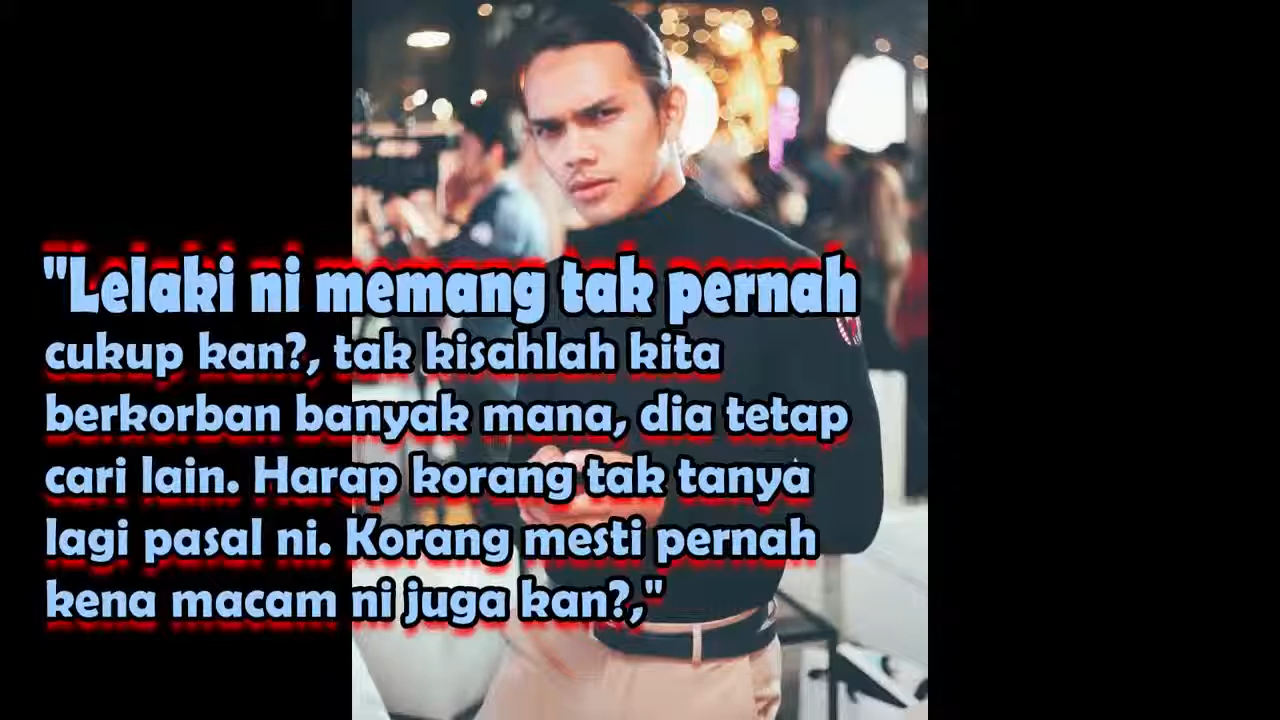 "Lelaki ni memang tak pernah
cukup kan?, tak kisahlah kita
berkorban banyak mana, dia tetap
cari lain. Harap korang tak tanya
lagi pasal ni. Korang mesti pernah
kena macam ni juga kan?,"